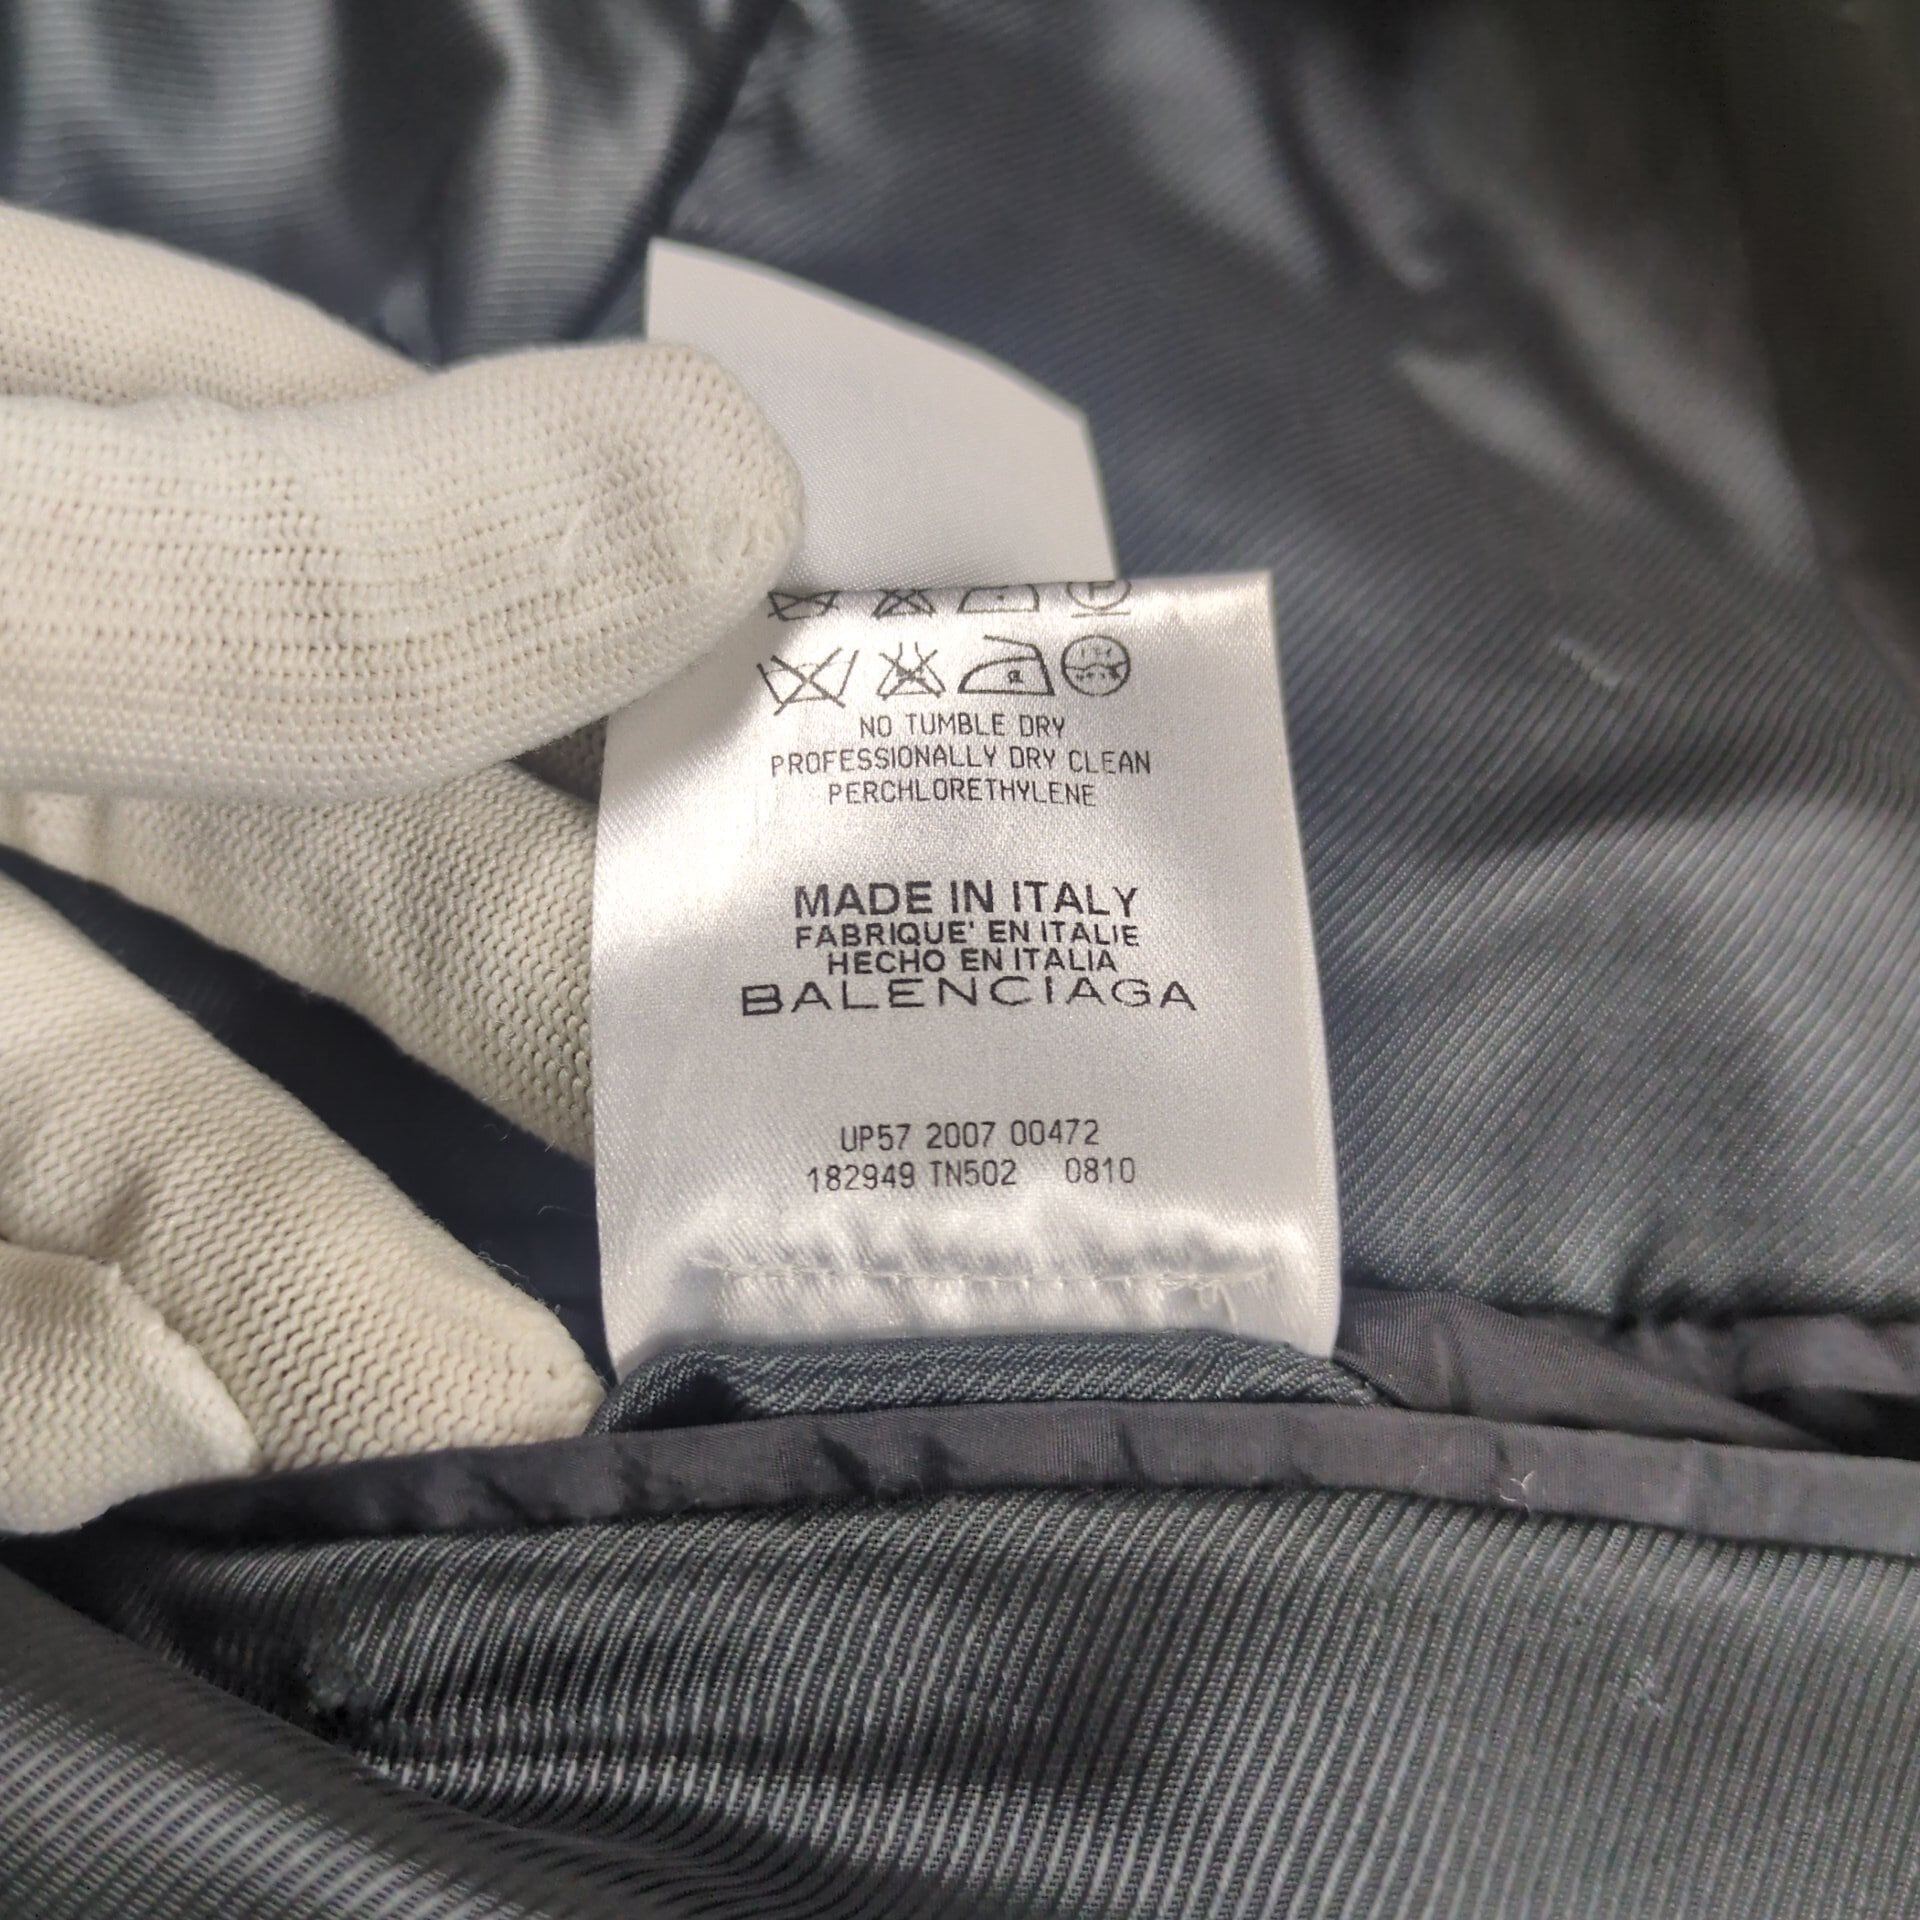 NO TUMBLE DRY
PROFESSIONALLY DRY CLEAN
PERCHLORETHYLENE
MADE IN ITALY
FABRIQUE' EN ITALIE
HECHO EN ITALIA
BALENCIAGA
UP57 2007 00472
182949 TN502 0810